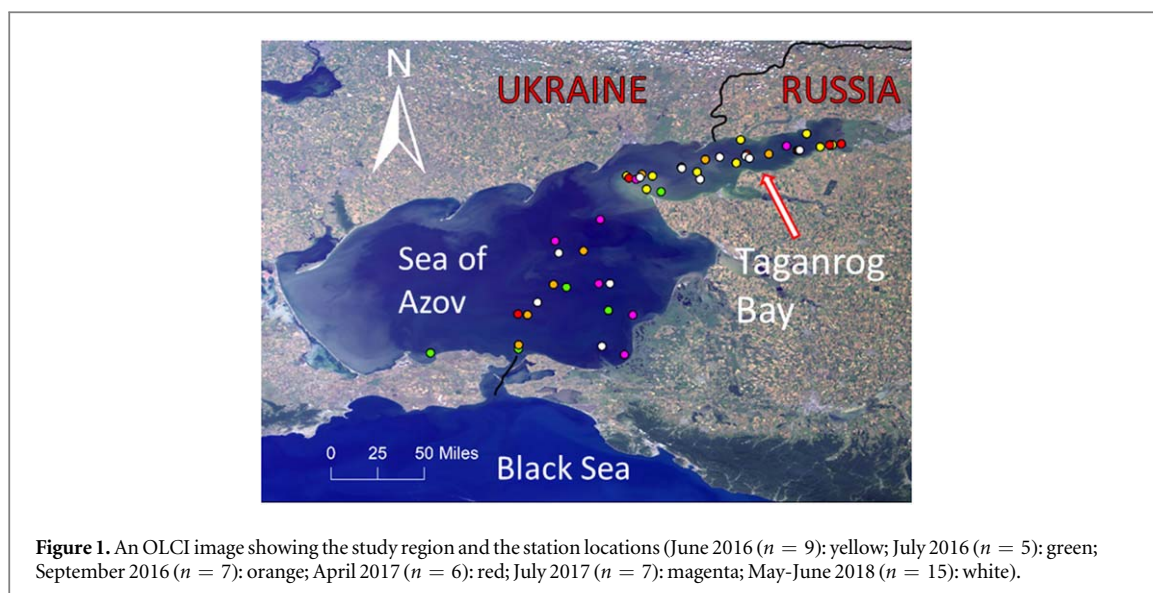 N
UKRAINE
RUSSIA
Sea of
Azov
Taganrog
Bay
0 25 50 Miles
Black Sea
Figure 1. An OLCI image showing the study region and the station locations (June 2016 (n = 9): yellow; July 2016 (n = 5): green;
September 2016 (n = 7): orange; April 2017 (n = 6): red; July 2017 (n = 7): magenta; May-June 2018 (n = 15): white).